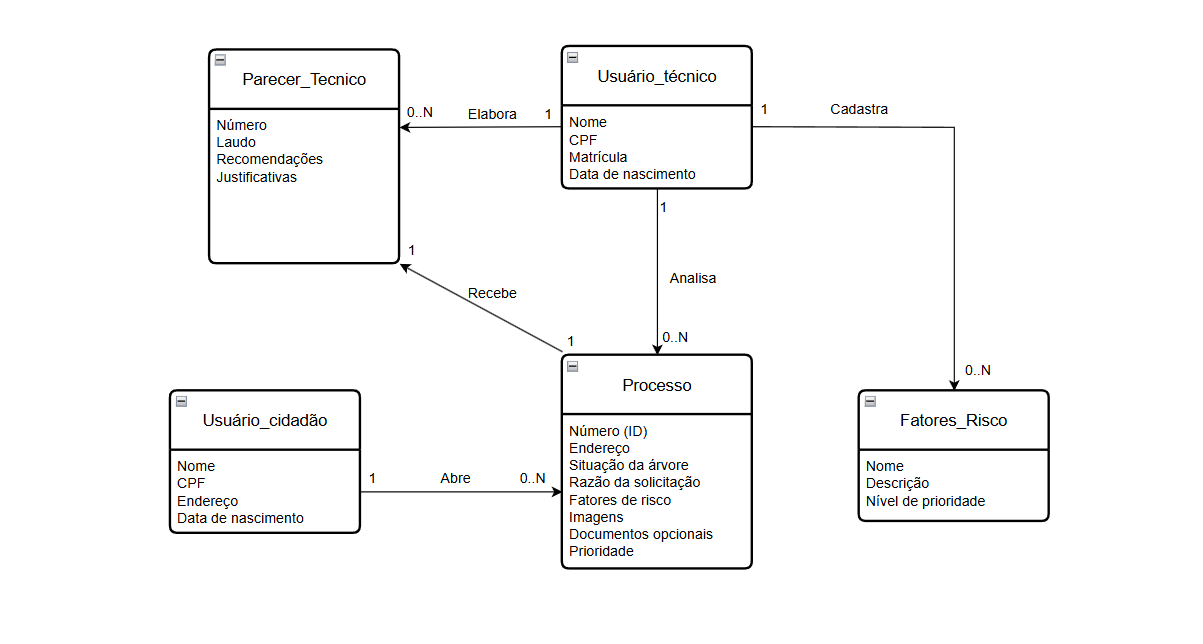 Parecer_Tecnico
Número
Laudo
Recomendações
Justificativas
0..N
Elabora
1
Usuário_técnico
Nome
CPF
Matrícula
Data de nascimento
1
Cadastra
1
Analisa
0..N
1
Recebe
1
0..N
Usuário_cidadão
Nome
CPF
Endereço
Data de nascimento
1
Abre
0..N
Processo
Número (ID)
Endereço
Situação da árvore
Razão da solicitação
Fatores de risco
Imagens
Documentos opcionais
Prioridade
Fatores_Risco
Nome
Descrição
Nível de prioridade